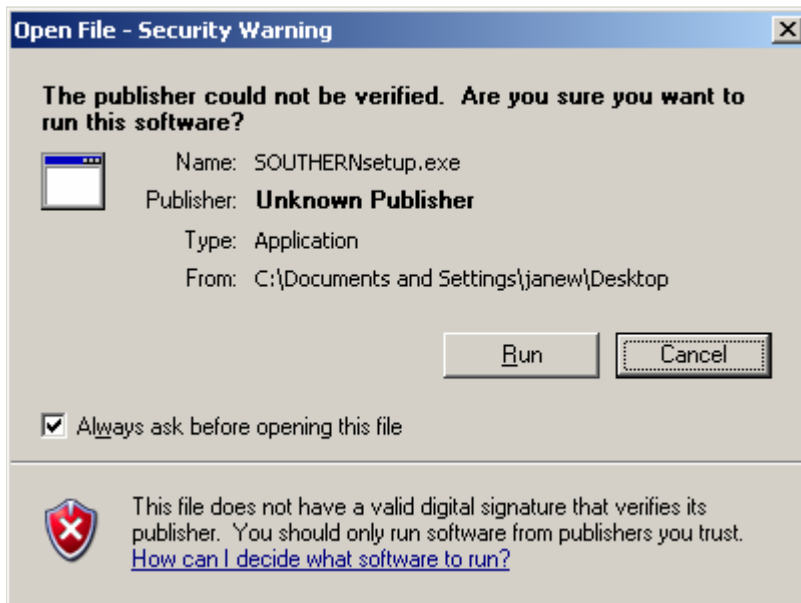 Open File - Security Warning
The publisher could not be verified.  Are you sure you want to
run this software?
Name: SOUTHERNsetup.exe
Publisher: Unknown Publisher
Type: Application
From: C:\Documents and Settings\janew\Desktop
Run Cancel
Always ask before opening this file
This file does not have a valid digital signature that verifies its
publisher.  You should only run software from publishers you trust.
How can I decide what software to run?